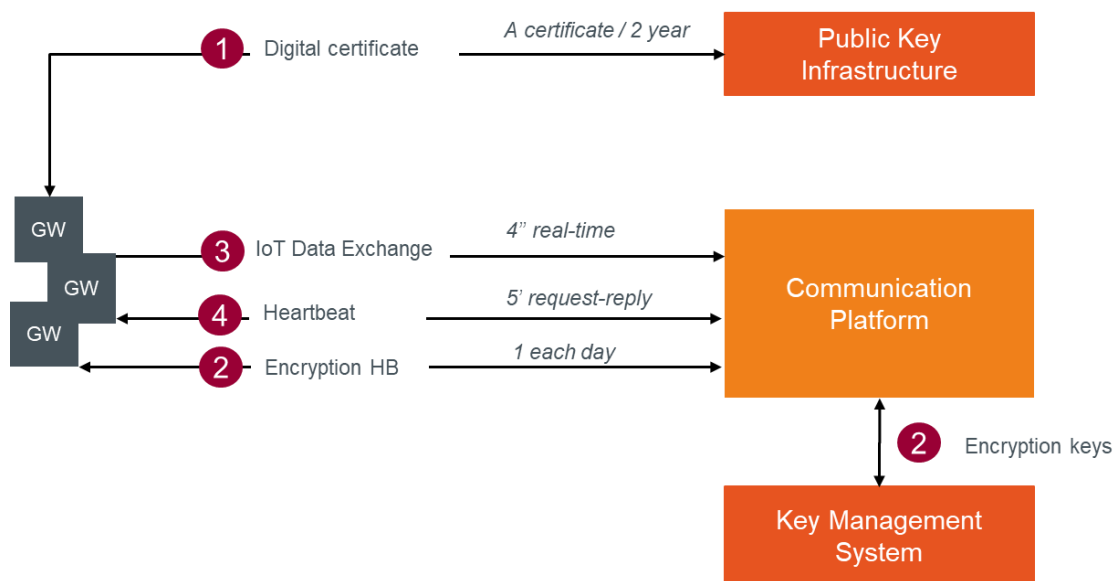 1 Digital certificate
A certificate / 2 year
Public Key
Infrastructure
GW
3 IoT Data Exchange
4” real-time
GW
4 Heartbeat
5’ request-reply
Communication
Platform
GW
2 Encryption HB
1 each day
2 Encryption keys
Key Management
System